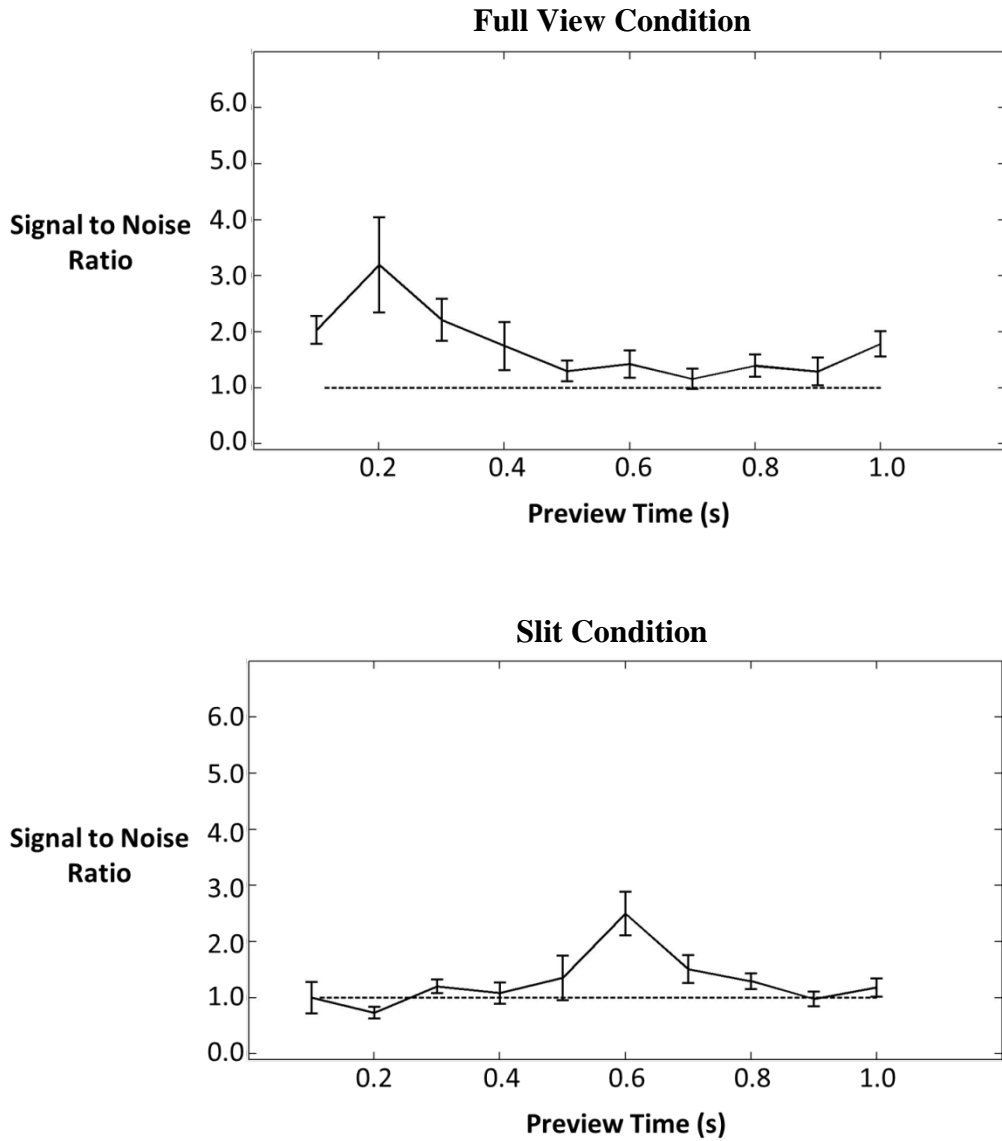 Full View Condition
6.0
5.0
4.0
3.0
2.0
1.0
0.0
Signal to Noise
Ratio
0.2 0.4 0.6 0.8 1.0
Preview Time (s)
Slit Condition
6.0
5.0
4.0
3.0
2.0
1.0
0.0
Signal to Noise
Ratio
0.2 0.4 0.6 0.8 1.0
Preview Time (s)